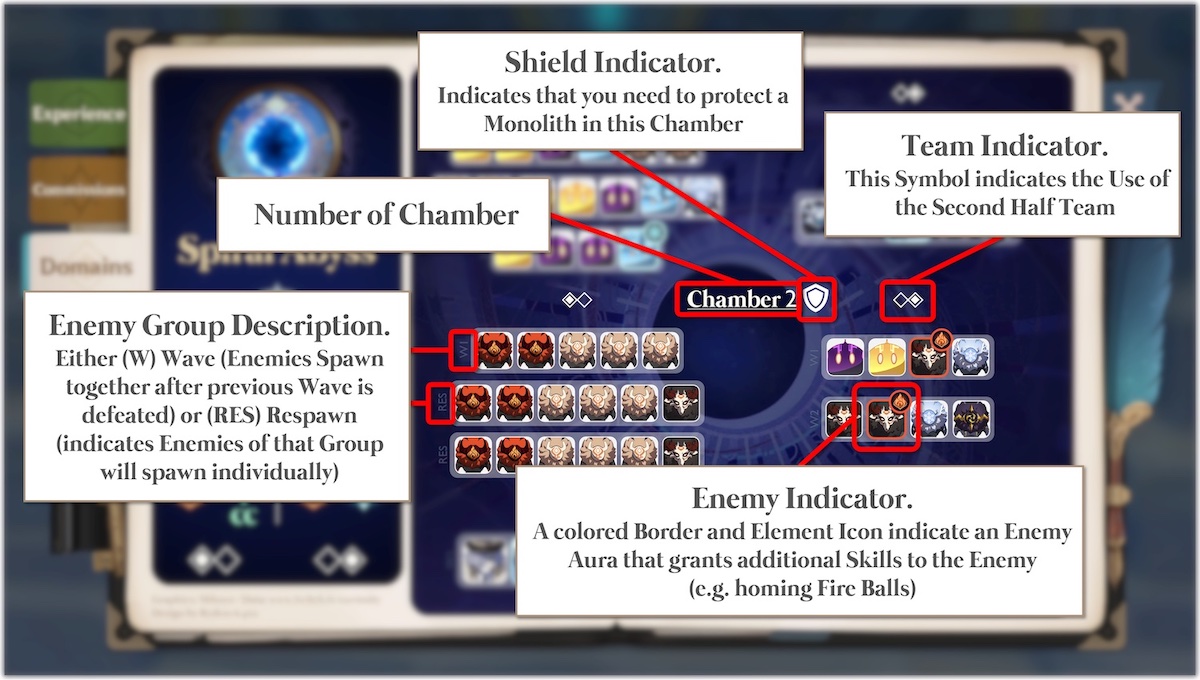 Shield Indicator.
Indicates that you need to protect a
Monolith in this Chamber
Team Indicator.
This Symbol indicates the Use of
the Second Half Team
Experience
Commissions
Domains
Number of Chamber
Spiral Abyss
Chamber 2
Enemy Group Description.
Either (W) Wave (Enemies Spawn
together after previous Wave is
defeated) or (RES) Respawn
(indicates Enemies of that Group
will spawn individually)
W1
RES
RES
W1
W2
CC
Enemy Indicator.
A colored Border and Element Icon indicate an Enemy
Aura that grants additional Skills to the Enemy
(e.g. homing Fire Balls)